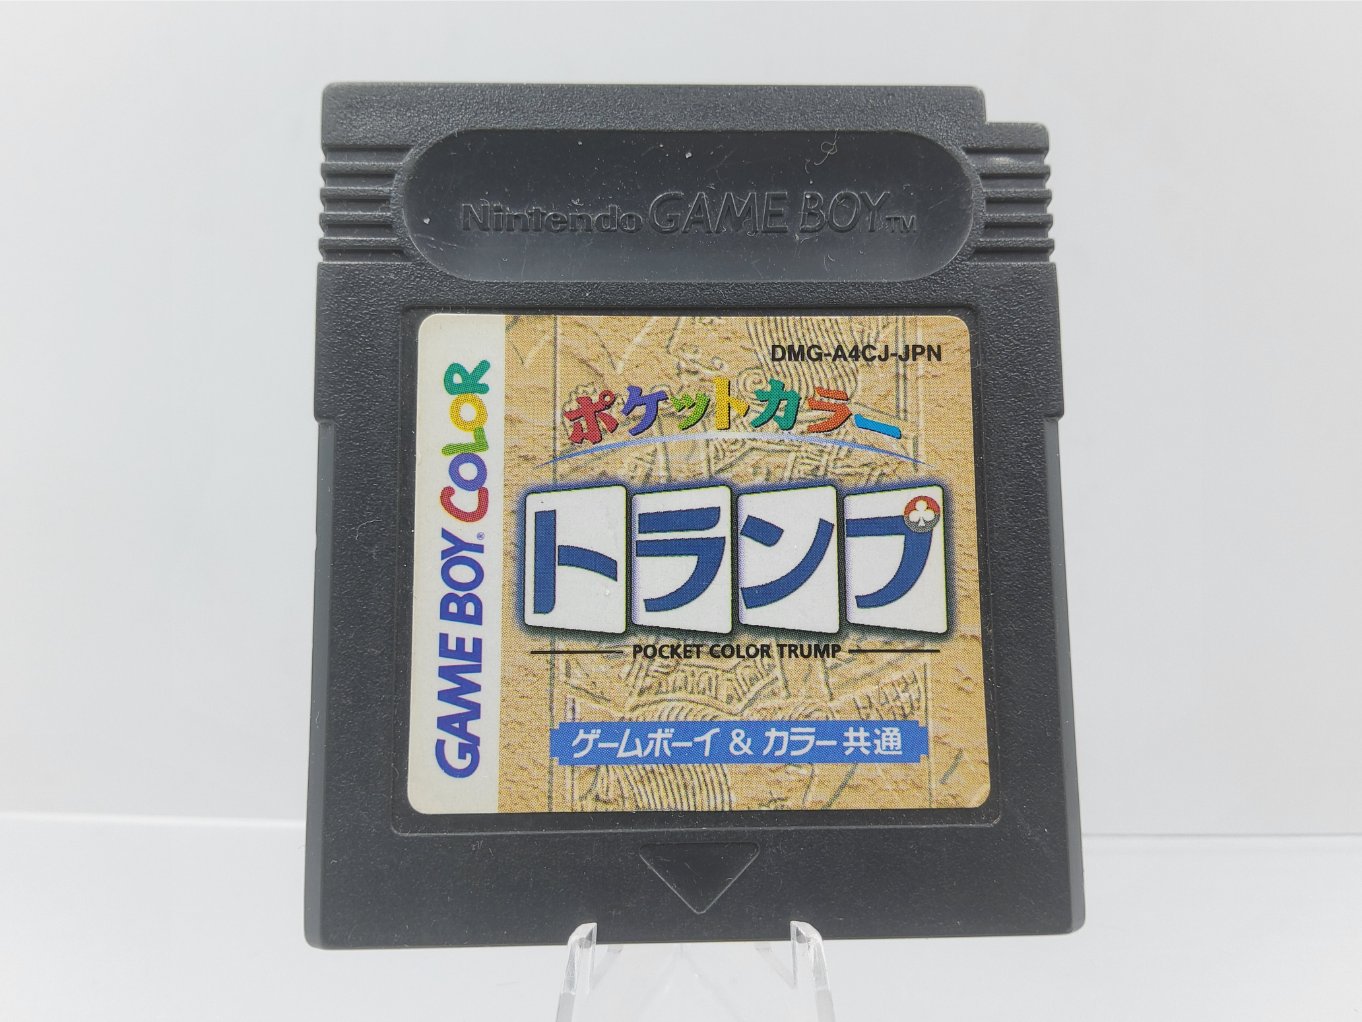 Nintendo GAME BOY™
GAME BOY® COLOR
DMG-A4CJ-JPN
ポケットカラー
トランプ
POCKET COLOR TRUMP
ゲームボーイ & カラー共通